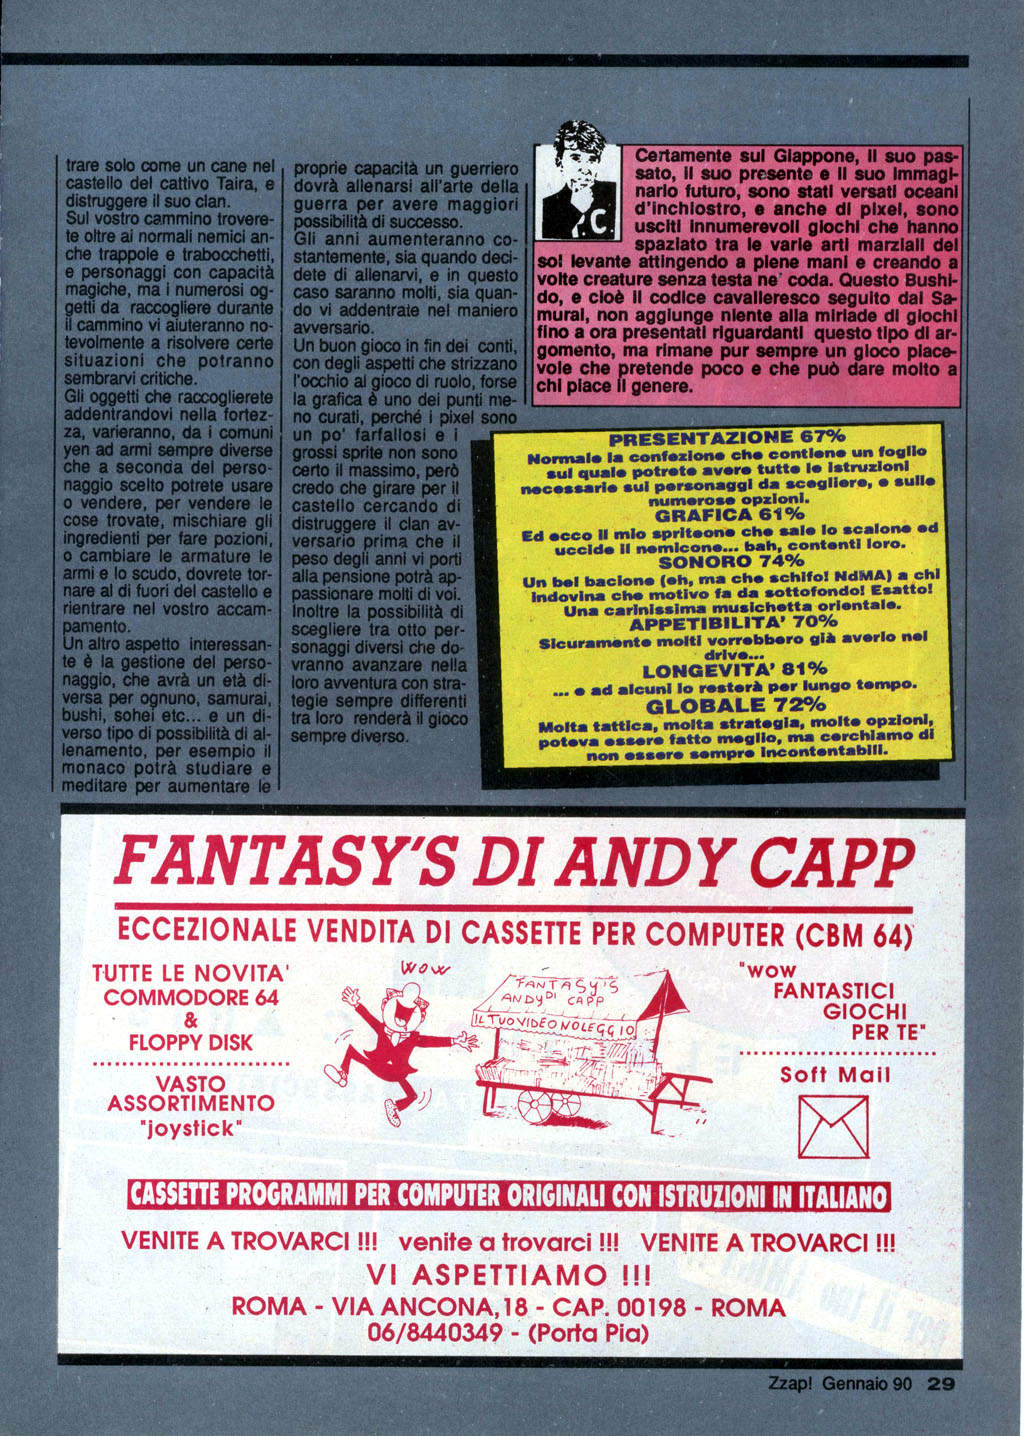 trare solo come un cane nel
castello del cattivo Taira, e
distruggere il suo clan.
Sul vostro cammino trovere-
te oltre ai normali nemici an-
che trappole e trabocchetti,
e personaggi con capacità
magiche, ma i numerosi og-
getti da raccogliere durante
il cammino vi aiuteranno no-
tevolmente a risolvere certe
situazioni che potranno
sembrarvi critiche.
Gli oggetti che raccoglierete
addentrandovi nella fortez-
za, varieranno, da i comuni
yen ad armi sempre diverse
che a seconda del perso-
naggio scelto potrete usare
o vendere, per vendere le
cose trovate, mischiare gli
ingredienti per fare pozioni,
o cambiare le armature le
armi e lo scudo, dovrete tor-
nare al di fuori del castello e
rientrare nel vostro accam-
pamento.
Un altro aspetto interessan-
te è la gestione del perso-
naggio, che avrà un età di-
versa per ognuno, samurai,
bushi, sohei etc... e un di-
verso tipo di possibilità di al-
lenamento, per esempio il
monaco potrà studiare e
meditare per aumentare le
proprie capacità un guerriero
dovrà allenarsi all'arte della
guerra per avere maggiori
possibilità di successo.
Gli anni aumenteranno co-
stantemente, sia quando deci-
dete di allenarvi, e in questo
caso saranno molti, sia quan-
do vi addentrate nel maniero
avversario.
Un buon gioco in fin dei conti,
con degli aspetti che strizzano
l'occhio al gioco di ruolo, forse
la grafica è uno dei punti me-
no curati, perché i pixel sono
un po' farfallosi e i
grossi sprite non sono
certo il massimo, però
credo che girare per il
castello cercando di
distruggere il clan av-
versario prima che il
peso degli anni vi porti
alla pensione potrà ap-
passionare molti di voi.
Inoltre la possibilità di
scegliere tra otto per-
sonaggi diversi che do-
vranno avanzare nella
loro avventura con stra-
tegie sempre differenti
tra loro renderà il gioco
sempre diverso.
P.C.
Certamente sul Giappone, il suo pas-
sato, il suo presente e il suo immagi-
nario futuro, sono stati versati oceani
d'inchiostro, e anche di pixel, sono
usciti innumerevoli giochi che hanno
spaziato tra le varie arti marziali del
sol levante attingendo a piene mani e creando a
volte creature senza testa ne' coda. Questo Bushi-
do, e cioè il codice cavalleresco seguito dai Sa-
murai, non aggiunge niente alla miriade di giochi
fino a ora presentati riguardanti questo tipo di ar-
gomento, ma rimane pur sempre un gioco piace-
vole che pretende poco e che può dare molto a
chi piace il genere.
PRESENTAZIONE 67%
Normale la confezione che contiene un foglio
sul quale potrete avere tutte le istruzioni
necessarie sui personaggi da scegliere, e sulle
numerose opzioni.
GRAFICA 61%
Ed ecco il mio spriteone che sale lo scalone ed
uccide il nemicone... bah, contenti loro.
SONORO 74%
Un bel bacione (eh, ma che schifo! NdMA) a chi
indovina che motivo fa da sottofondo! Esatto!
Una carinissima musichetta orientale.
APPETIBILITA' 70%
Sicuramente molti vorrebbero già averlo nel
drive...
LONGEVITA' 81%
... e ad alcuni lo resterà per lungo tempo.
GLOBALE 72%
Molta tattica, molta strategia, molte opzioni,
poteva essere fatto meglio, ma cerchiamo di
non essere sempre incontentabili.
FANTASY'S DI ANDY CAPP
ECCEZIONALE VENDITA DI CASSETTE PER COMPUTER (CBM 64)
TUTTE LE NOVITA'
COMMODORE 64
&
FLOPPY DISK
VASTO
ASSORTIMENTO
"joystick"
WOW
FANTASY'S
DI
ANDY CAPP
IL TUO VIDEONOLEGGIO
"WOW
FANTASTICI
GIOCHI
PER TE"
Soft Mail
CASSETTE PROGRAMMI PER COMPUTER ORIGINALI CON ISTRUZIONI IN ITALIANO
VENITE A TROVARCI !!! venite a trovarci !!! VENITE A TROVARCI !!!
VI ASPETTIAMO !!!
ROMA - VIA ANCONA, 18 - CAP. 00198 - ROMA
06/8440349 - (Porta Pia)
Zzap! Gennaio 90 29